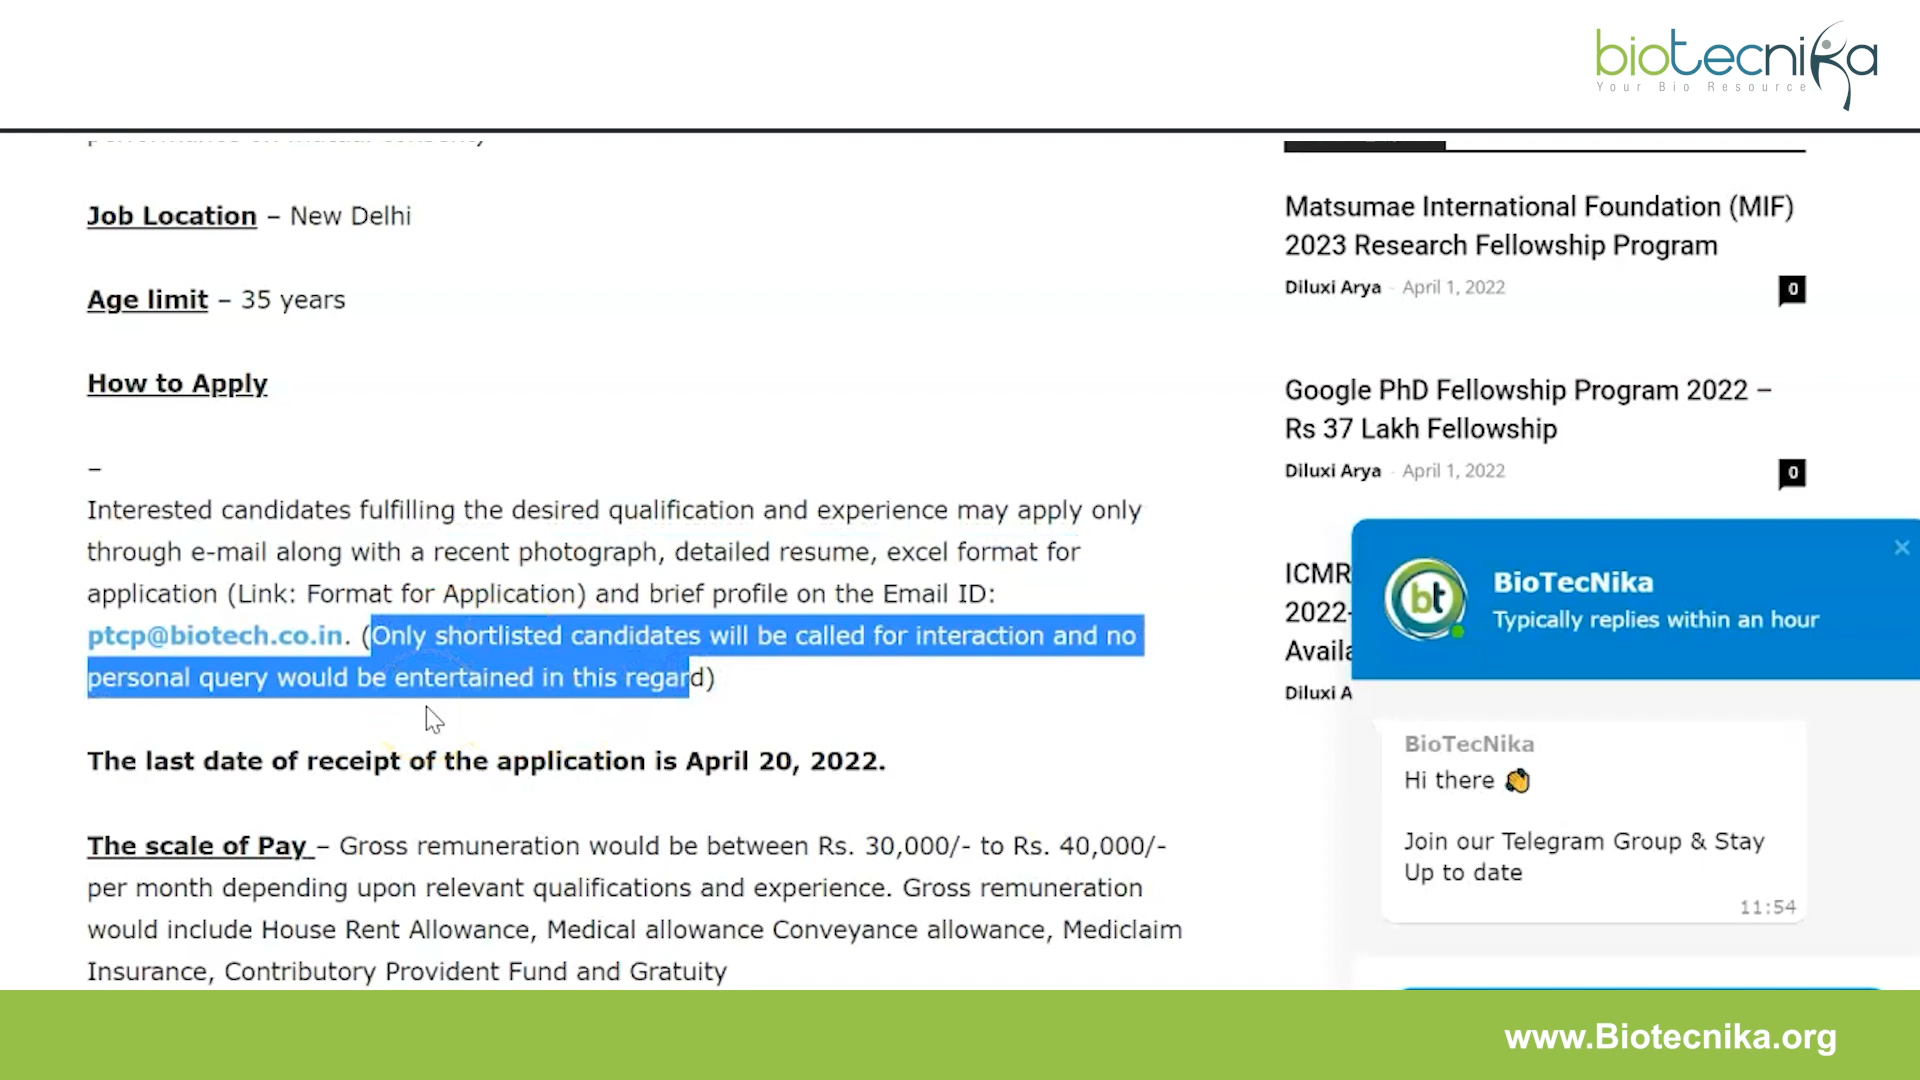 biotecnika
Your Bio Resource
Job Location – New Delhi
Age limit – 35 years
How to Apply
–
Interested candidates fulfilling the desired qualification and experience may apply only
through e-mail along with a recent photograph, detailed resume, excel format for
application (Link: Format for Application) and brief profile on the Email ID:
ptcp@biotech.co.in. (Only shortlisted candidates will be called for interaction and no
personal query would be entertained in this regard)
The last date of receipt of the application is April 20, 2022.
The scale of Pay – Gross remuneration would be between Rs. 30,000/- to Rs. 40,000/-
per month depending upon relevant qualifications and experience. Gross remuneration
would include House Rent Allowance, Medical allowance Conveyance allowance, Mediclaim
Insurance, Contributory Provident Fund and Gratuity
Matsumae International Foundation (MIF)
2023 Research Fellowship Program
Diluxi Arya - April 1, 2022
0
Google PhD Fellowship Program 2022 –
Rs 37 Lakh Fellowship
Diluxi Arya - April 1, 2022
0
ICMR
2022-
Availa
Diluxi A
bt
BioTecNika
Typically replies within an hour
BioTecNika
Hi there
Join our Telegram Group & Stay
Up to date
11:54
www.Biotecnika.org